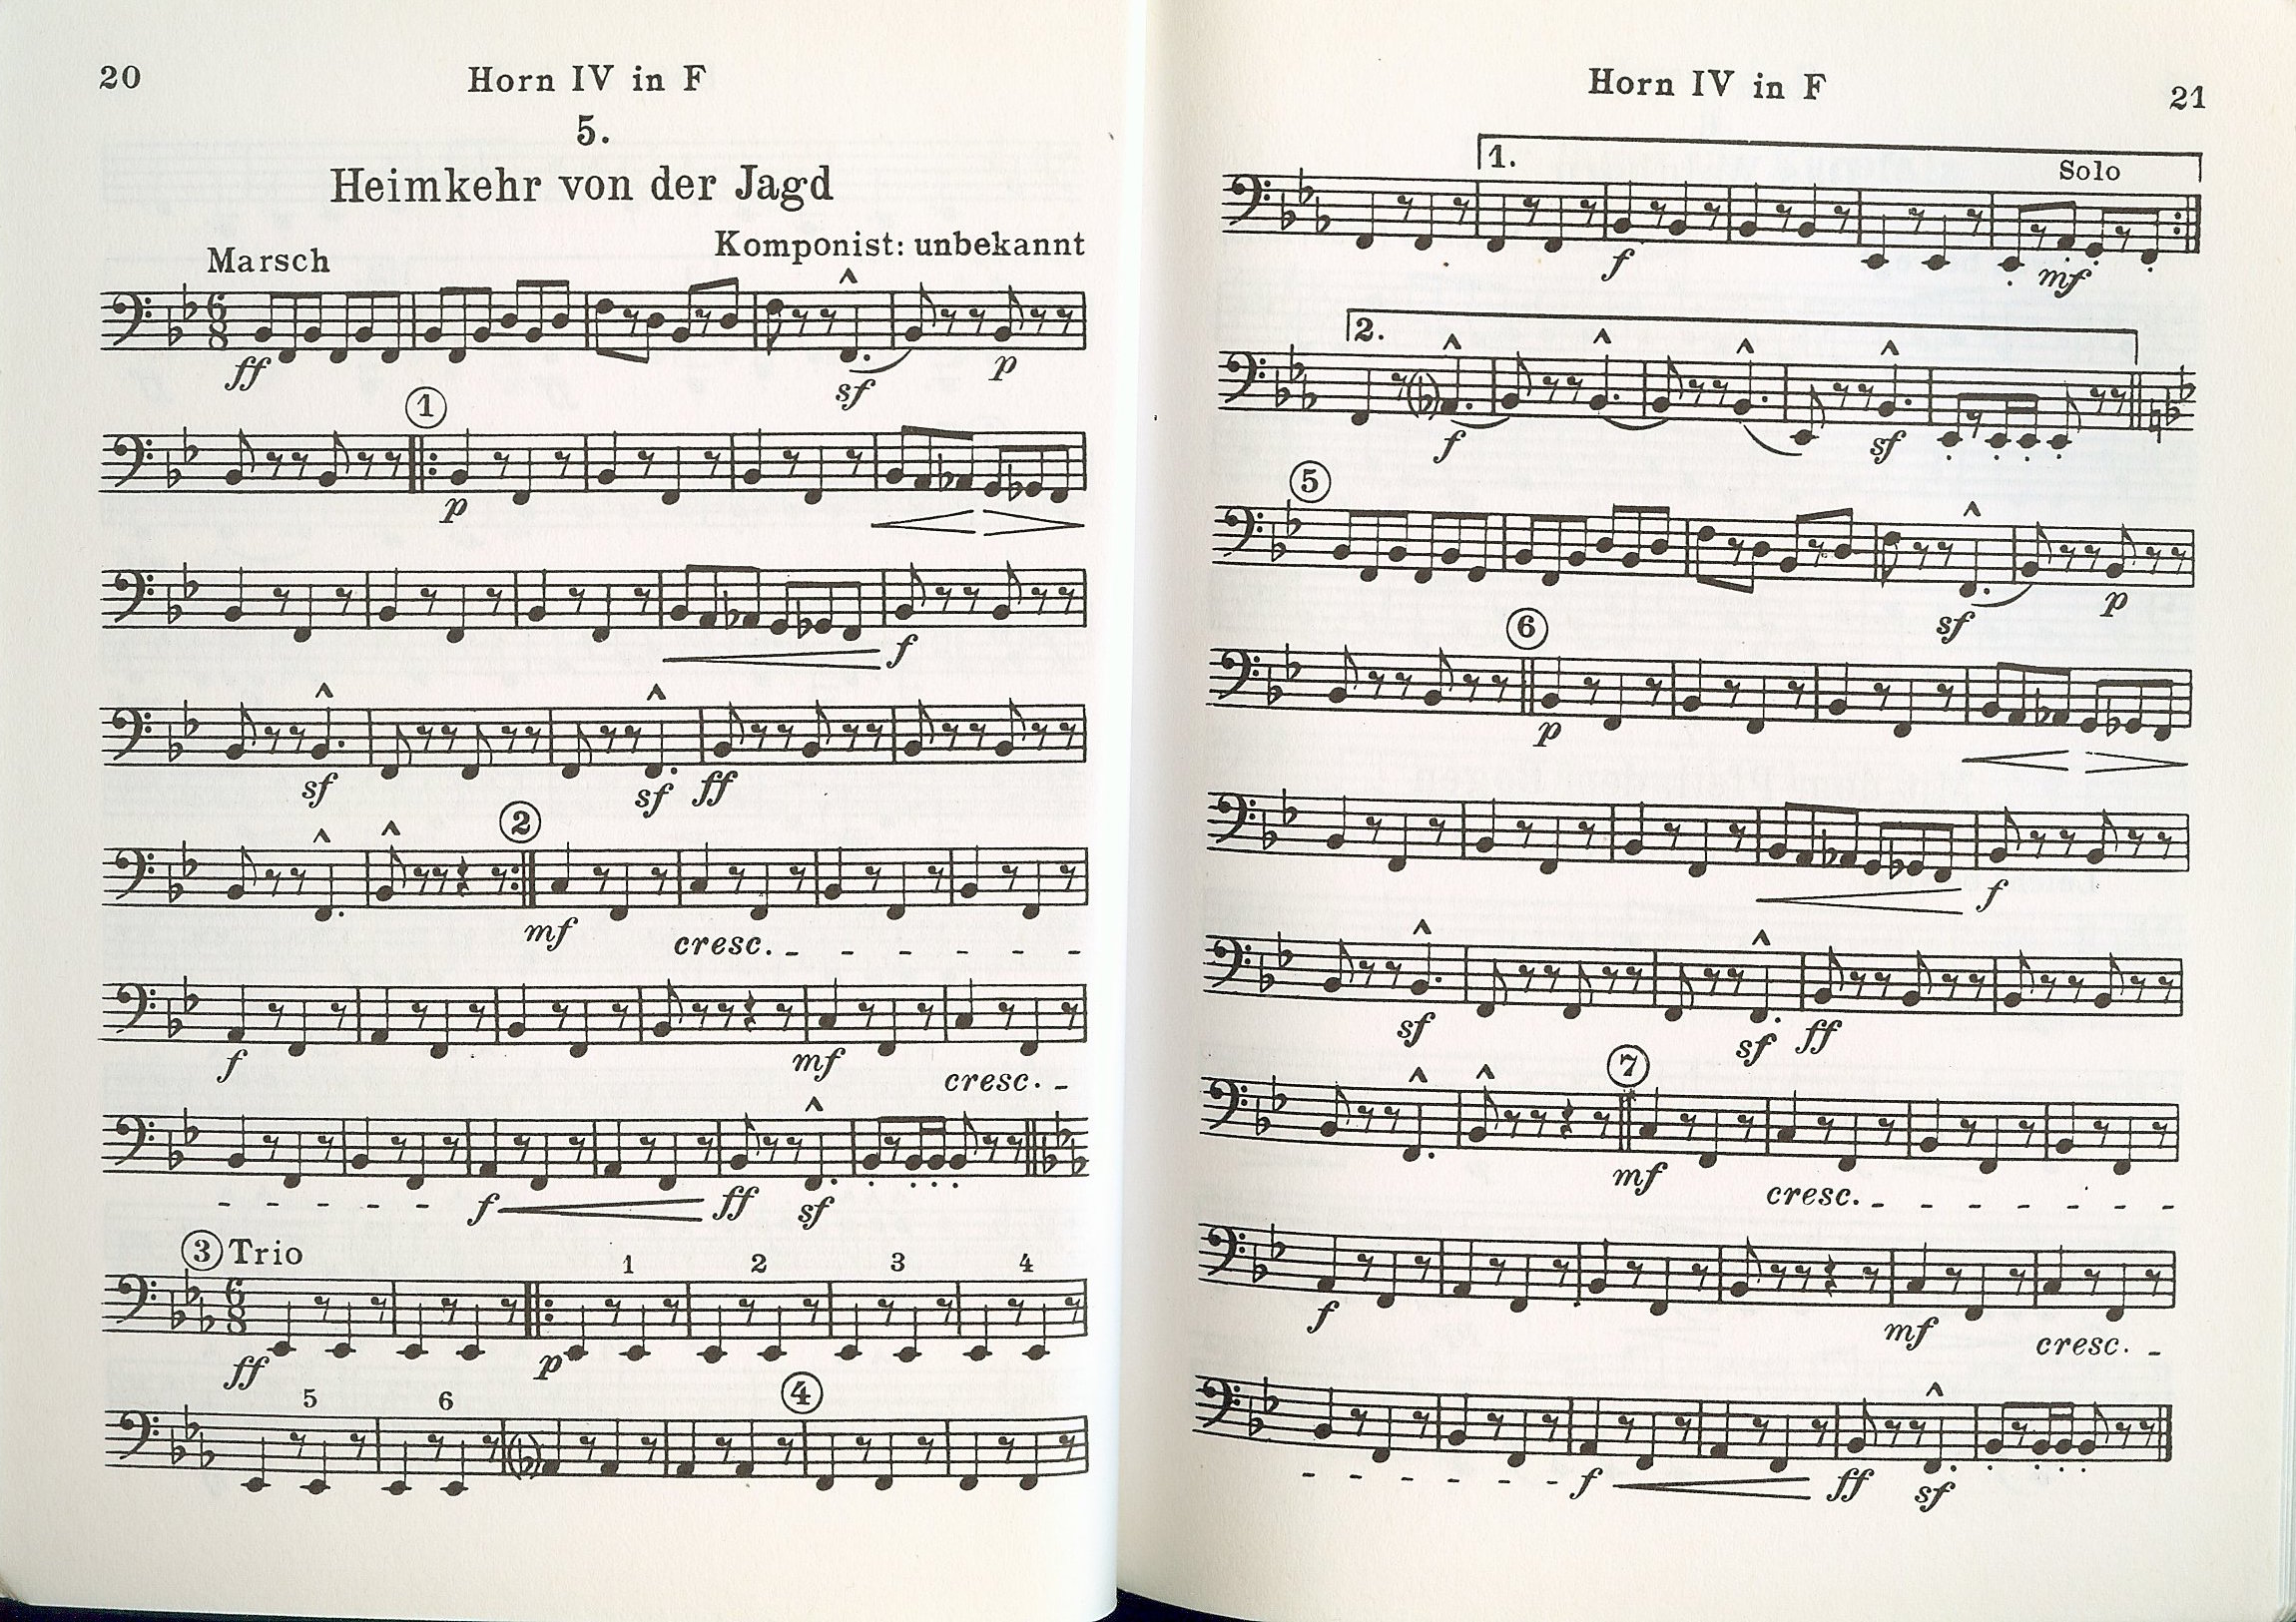 20
Horn IV in F
5.
Heimkehr von der Jagd
Komponist: unbekannt
Marsch
6 8
ff sf p
1
p
f
sf sf ff
2
mf cresc.
f mf cresc.
f ff sf
3 Trio 1 2 3 4
6 8
ff p
5 6 4
Horn IV in F
21
1. Solo
f mf
2.
f sf
5
sf p
6
p
f
sf sf ff
7
mf cresc.
f mf cresc.
f ff sf